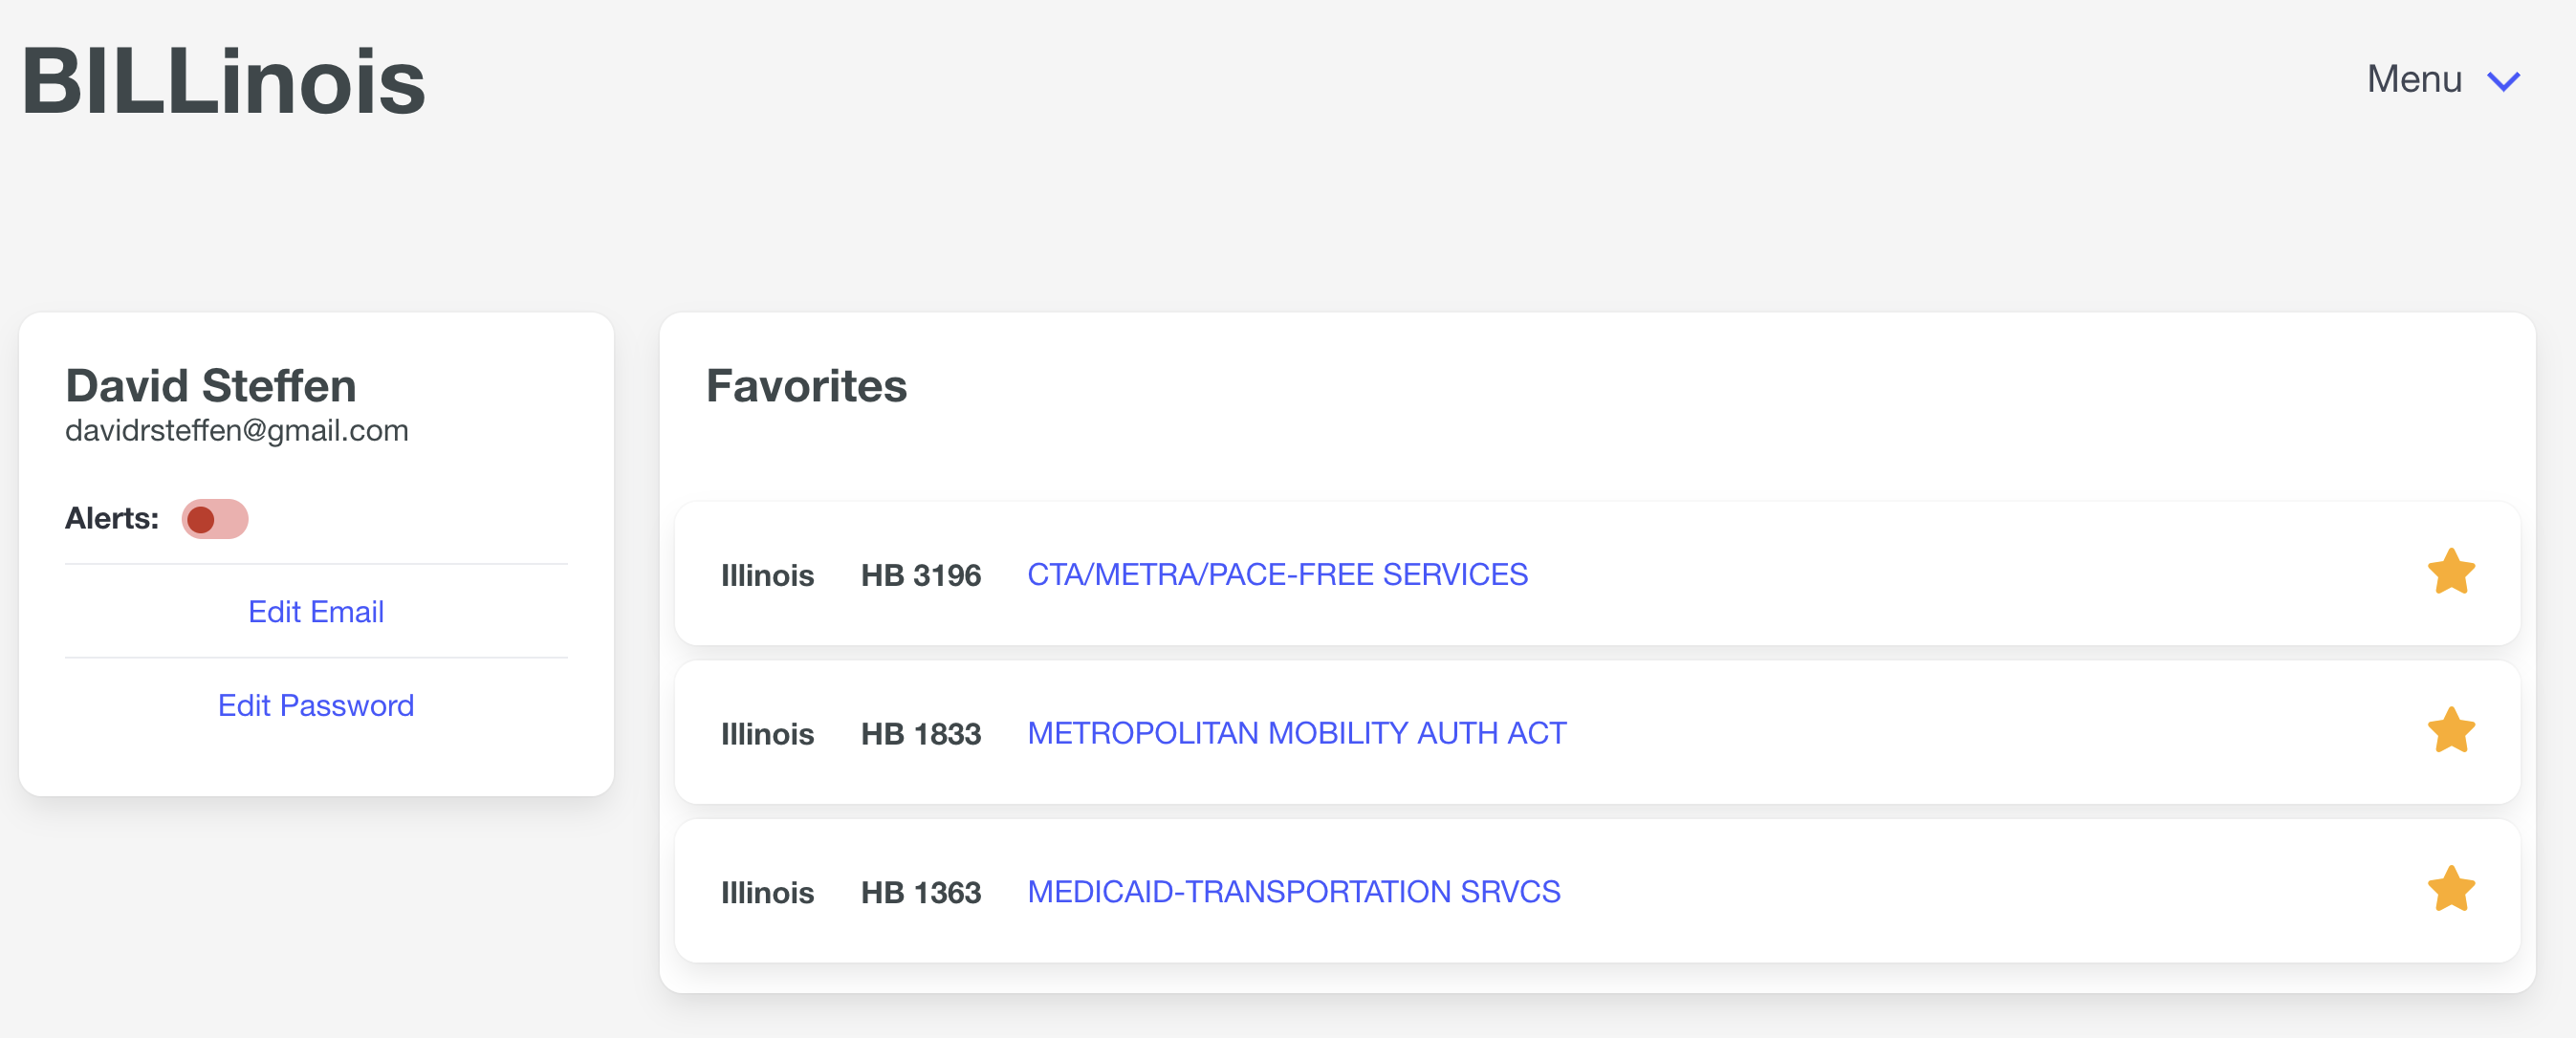 BILLinois
Menu
David Steffen
davidrsteffen@gmail.com
Alerts:
Edit Email
Edit Password
Favorites
Illinois HB 3196 CTA/METRA/PACE-FREE SERVICES
Illinois HB 1833 METROPOLITAN MOBILITY AUTH ACT
Illinois HB 1363 MEDICAID-TRANSPORTATION SRVCS